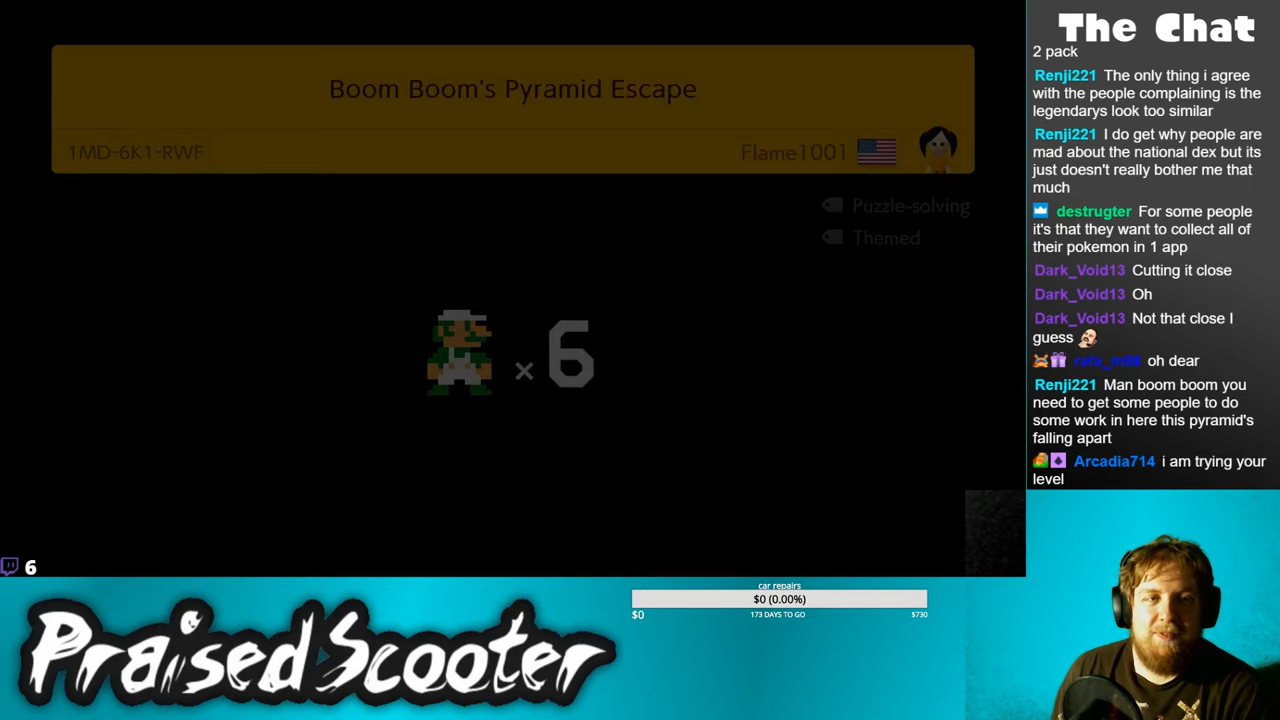 Boom Boom's Pyramid Escape
1MD-6K1-RWF
Flame1001
Puzzle-solving
Themed
× 6
6
The Chat
2 pack
Renji221 The only thing i agree
with the people complaining is the
legendarys look too similar
Renji221 I do get why people are
mad about the national dex but its
just doesn't really bother me that
much
destrugter For some people
it's that they want to collect all of
their pokemon in 1 app
Dark_Void13 Cutting it close
Dark_Void13 Oh
Dark_Void13 Not that close I
guess
rafa_m98 oh dear
Renji221 Man boom boom you
need to get some people to do
some work in here this pyramid's
falling apart
Arcadia714 i am trying your
level
car repairs
$0 (0.00%)
$0
173 DAYS TO GO
$730
PraisedScooter